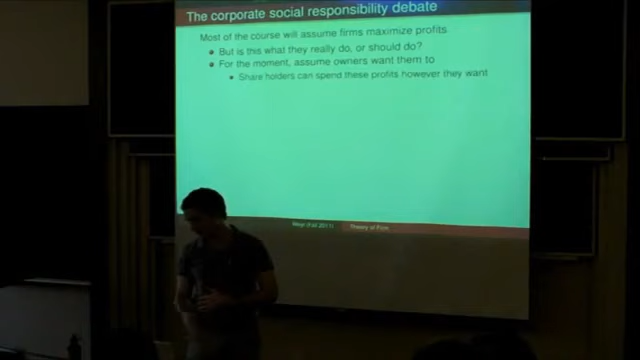 The corporate social responsibility debate
Most of the course will assume firms maximize profits
But is this what they really do, or should do?
For the moment, assume owners want them to
Share holders can spend these profits however they want
(Fall 2011)
Theory of Firm